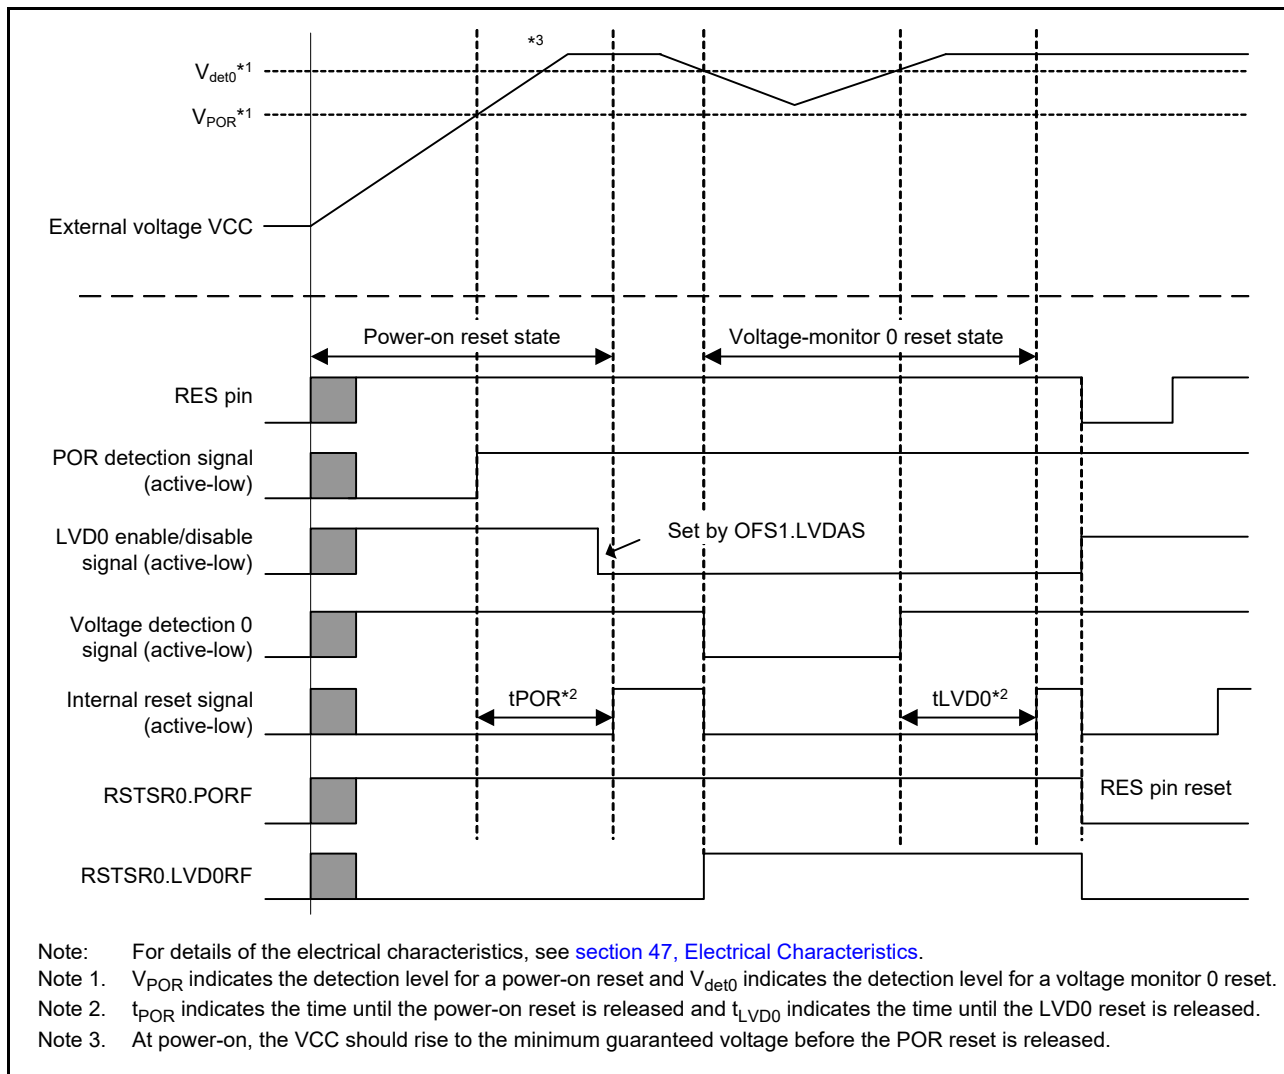 *3
Vdet0*1
VPOR*1
External voltage VCC
Power-on reset state
Voltage-monitor 0 reset state
RES pin
POR detection signal
(active-low)
LVD0 enable/disable
signal (active-low)
Set by OFS1.LVDAS
Voltage detection 0
signal (active-low)
Internal reset signal
(active-low)
tPOR*2
tLVD0*2
RSTSR0.PORF
RES pin reset
RSTSR0.LVD0RF
Note: For details of the electrical characteristics, see section 47, Electrical Characteristics.
Note 1. VPOR indicates the detection level for a power-on reset and Vdet0 indicates the detection level for a voltage monitor 0 reset.
Note 2. tPOR indicates the time until the power-on reset is released and tLVD0 indicates the time until the LVD0 reset is released.
Note 3. At power-on, the VCC should rise to the minimum guaranteed voltage before the POR reset is released.